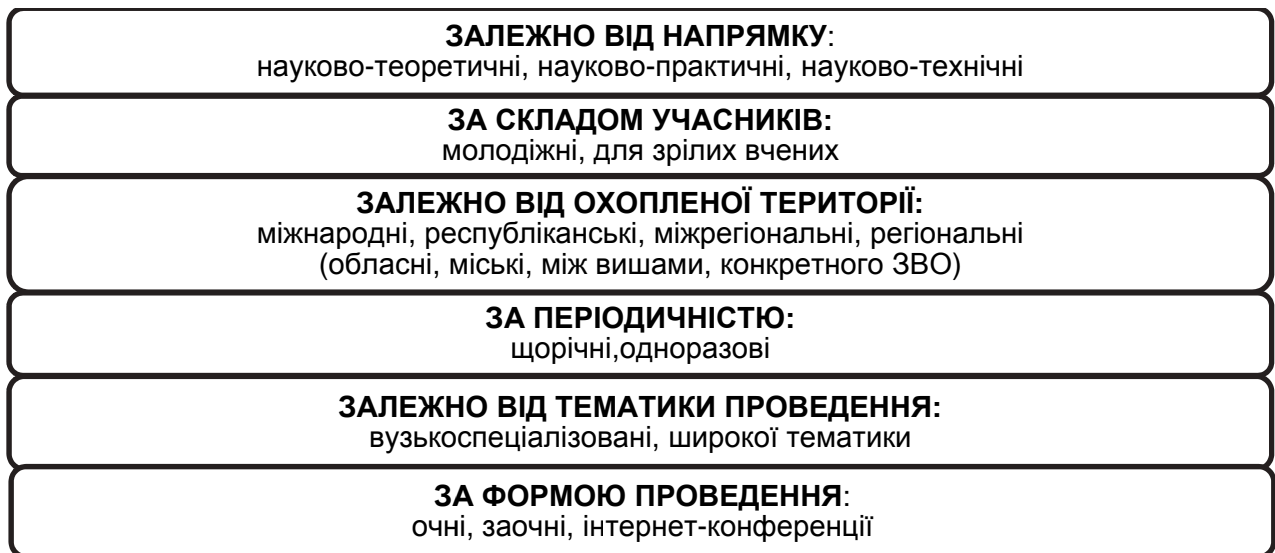 ЗАЛЕЖНО ВІД НАПРЯМКУ:
науково-теоретичні, науково-практичні, науково-технічні
ЗА СКЛАДОМ УЧАСНИКІВ:
молодіжні, для зрілих вчених
ЗАЛЕЖНО ВІД ОХОПЛЕНОЇ ТЕРИТОРІЇ:
міжнародні, республіканські, міжрегіональні, регіональні
(обласні, міські, між вишами, конкретного ЗВО)
ЗА ПЕРІОДИЧНІСТЮ:
щорічні,одноразові
ЗАЛЕЖНО ВІД ТЕМАТИКИ ПРОВЕДЕННЯ:
вузькоспеціалізовані, широкої тематики
ЗА ФОРМОЮ ПРОВЕДЕННЯ:
очні, заочні, інтернет-конференції